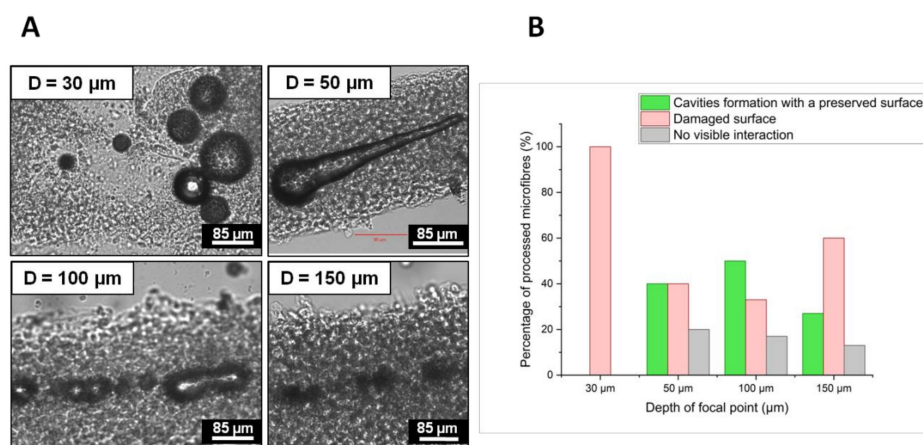 A
B
D = 30 µm
85 µm
D = 50 µm
85 µm
D = 100 µm
85 µm
D = 150 µm
85 µm
Cavities formation with a preserved surface
Damaged surface
No visible interaction
Percentage of processed microfibres (%)
100
80
60
40
20
0
30 µm
50 µm
100 µm
150 µm
Depth of focal point (µm)